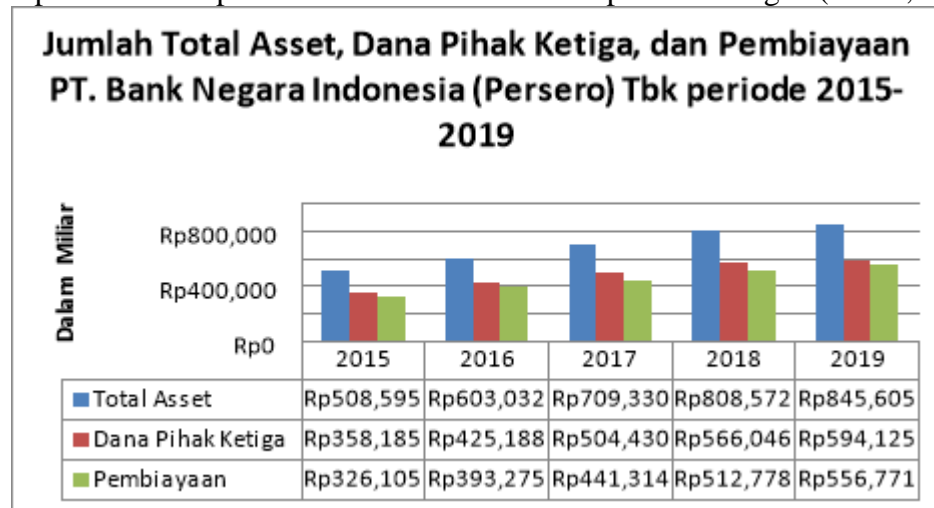 Jumlah Total Asset, Dana Pihak Ketiga, dan Pembiayaan
PT. Bank Negara Indonesia (Persero) Tbk periode 2015-
2019
Dalam Miliar
Rp800,000
Rp400,000
Rp0
2015 2016 2017 2018 2019
Total Asset Rp508,595 Rp603,032 Rp709,330 Rp808,572 Rp845,605
Dana Pihak Ketiga Rp358,185 Rp425,188 Rp504,430 Rp566,046 Rp594,125
Pembiayaan Rp326,105 Rp393,275 Rp441,314 Rp512,778 Rp556,771